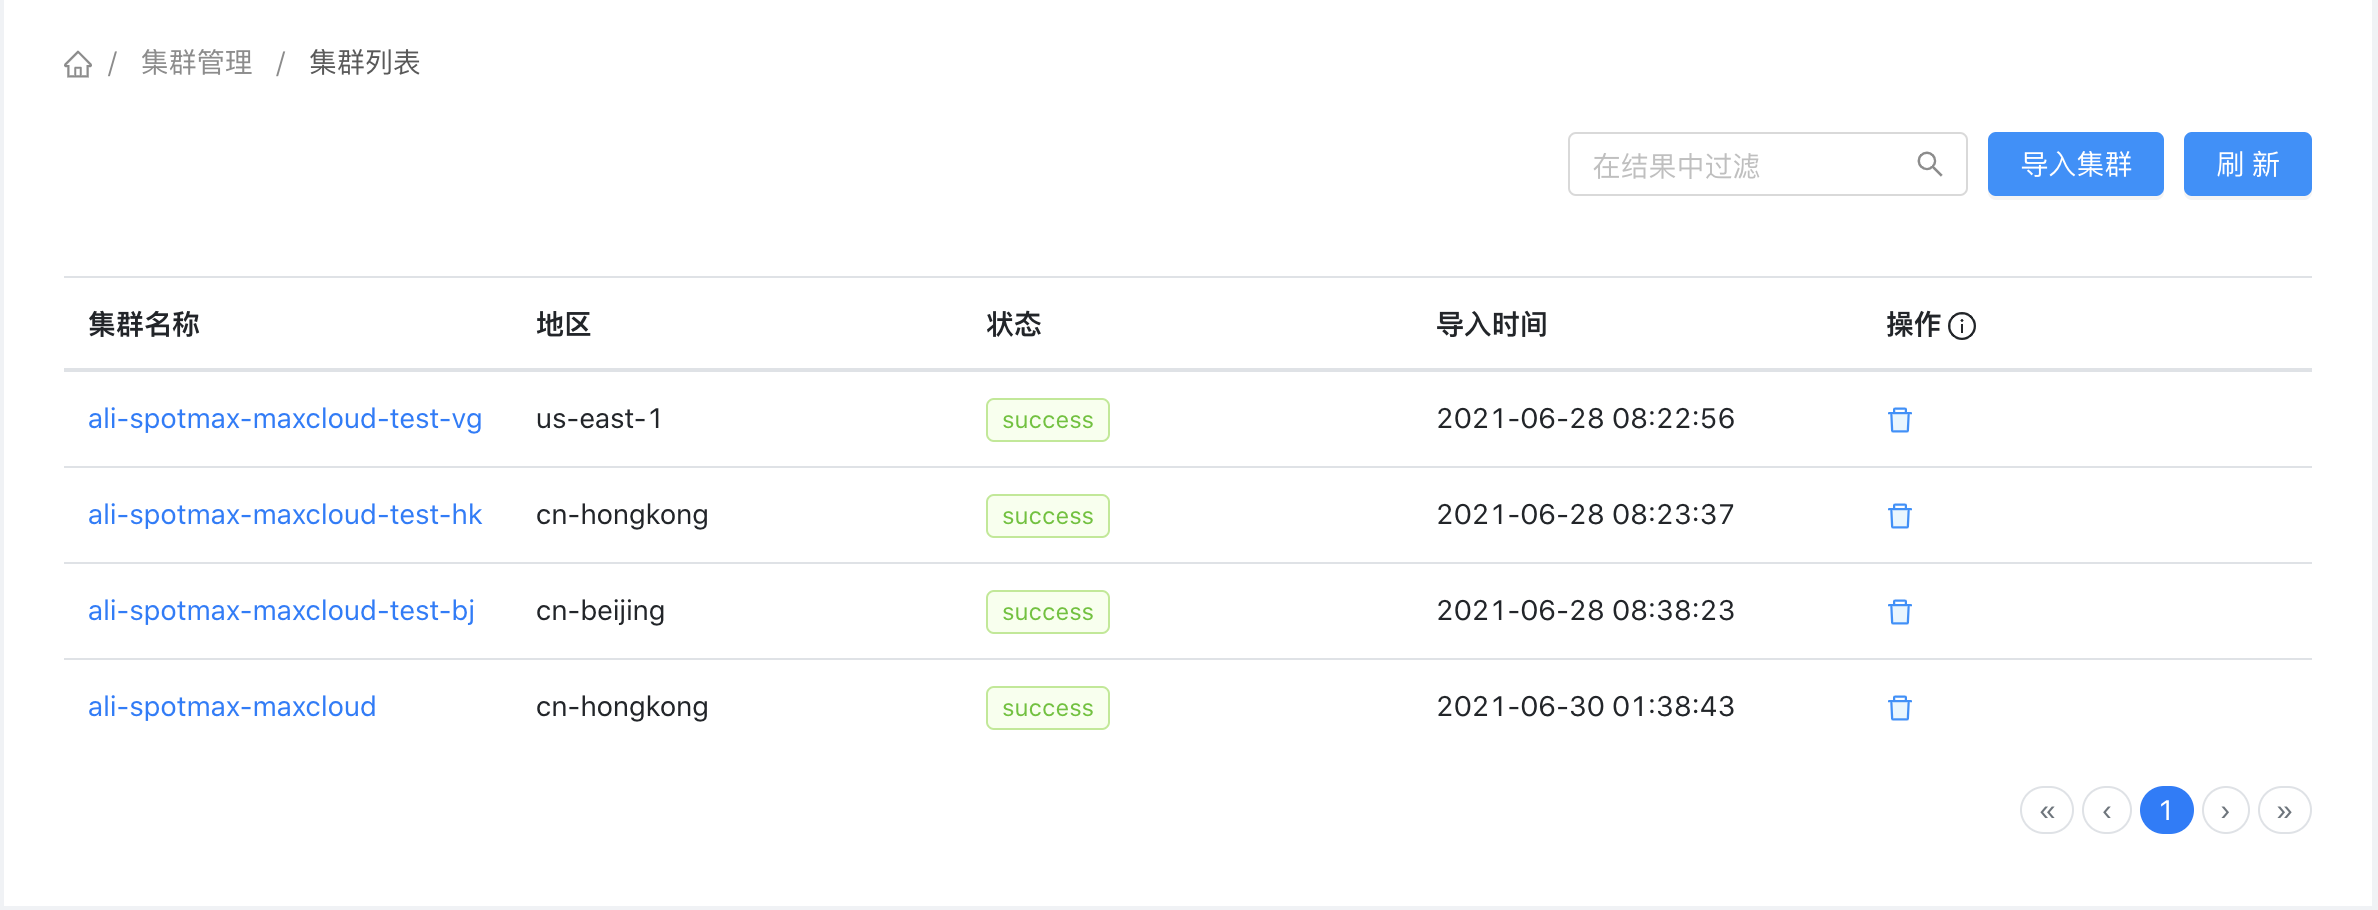 / 集群管理 / 集群列表
在结果中过滤 导入集群 刷 新
集群名称 地区 状态 导入时间 操作
ali-spotmax-maxcloud-test-vg us-east-1 success 2021-06-28 08:22:56
ali-spotmax-maxcloud-test-hk cn-hongkong success 2021-06-28 08:23:37
ali-spotmax-maxcloud-test-bj cn-beijing success 2021-06-28 08:38:23
ali-spotmax-maxcloud cn-hongkong success 2021-06-30 01:38:43
« ‹ 1 › »